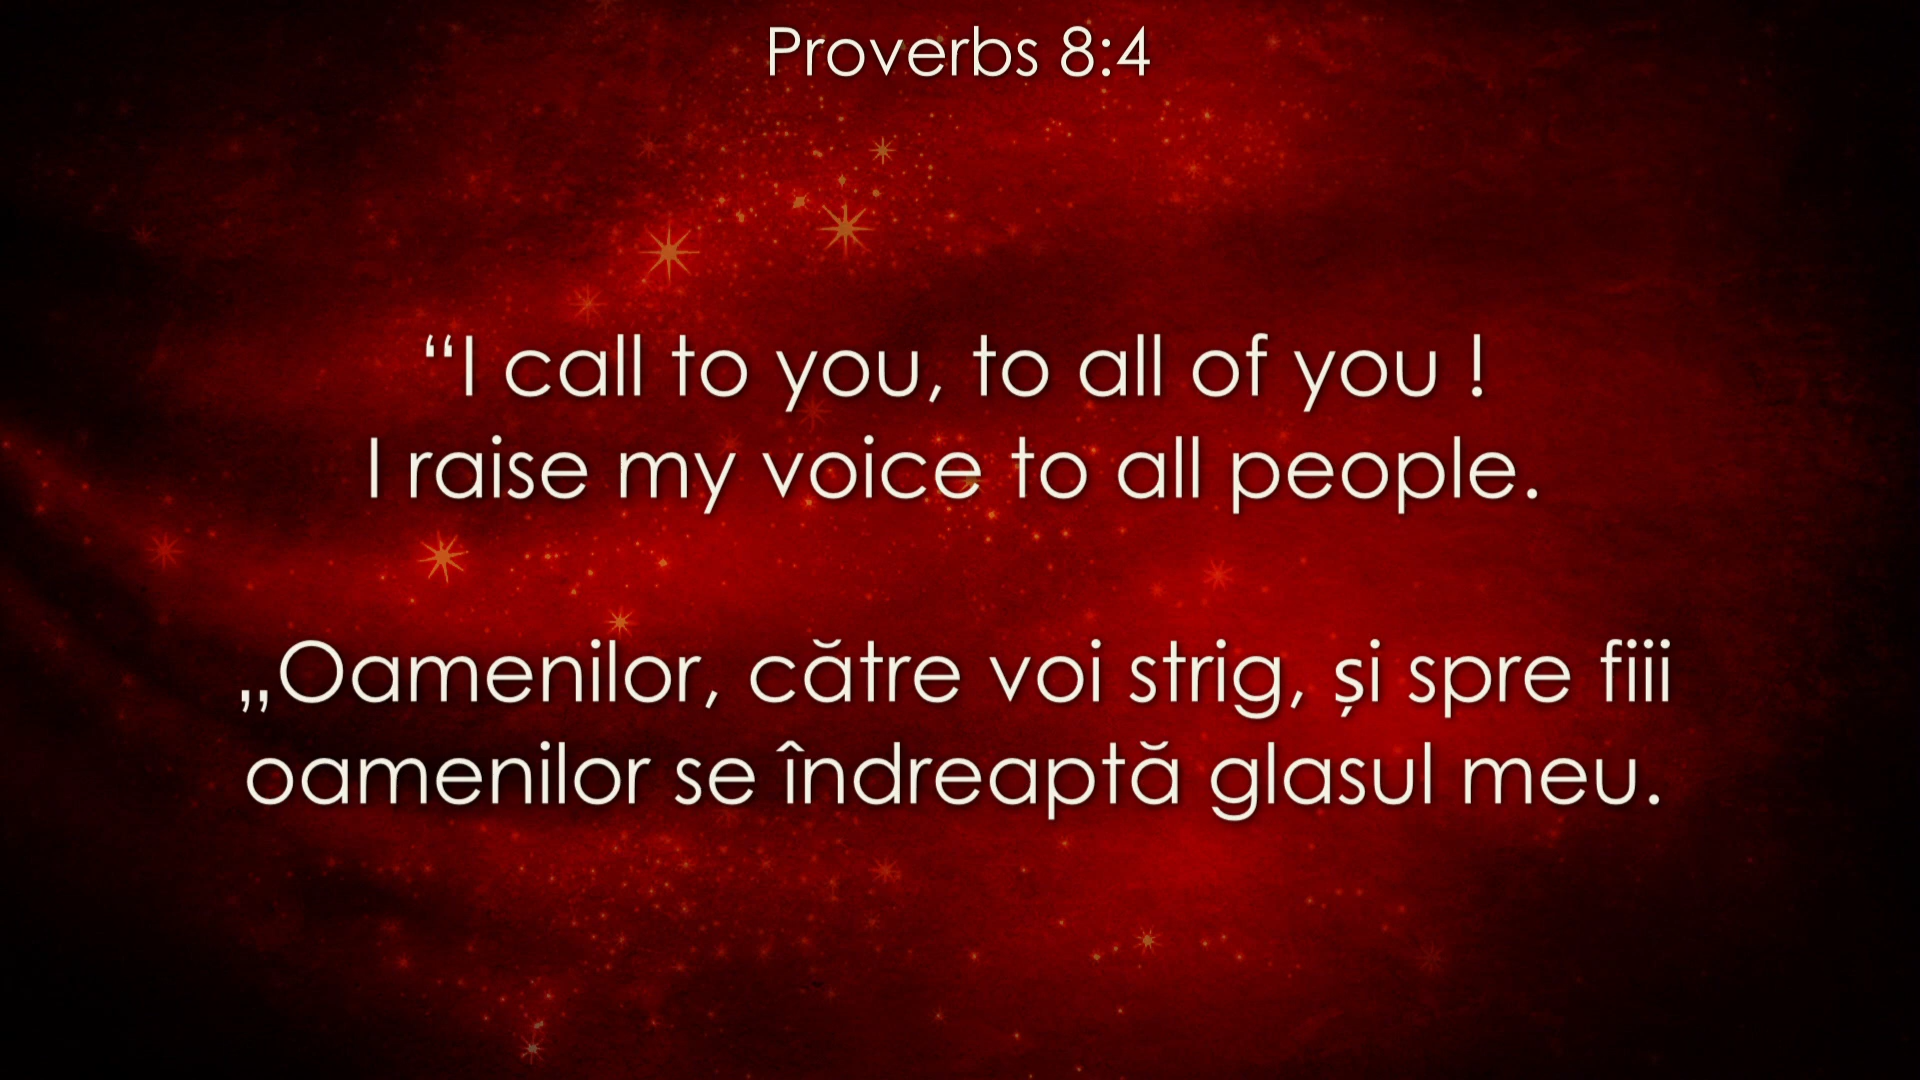 Proverbs 8:4
“I call to you, to all of you !
I raise my voice to all people.
„Oamenilor, către voi strig, și spre fiii
oamenilor se îndreaptă glasul meu.